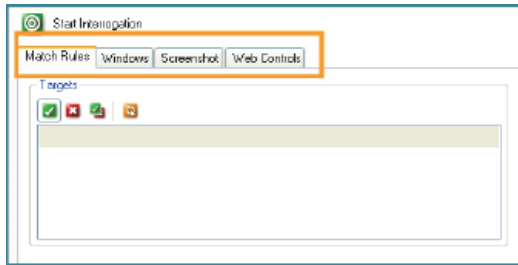 Start Interrogation
Match Rules Windows Screenshot Web Controls
Targets